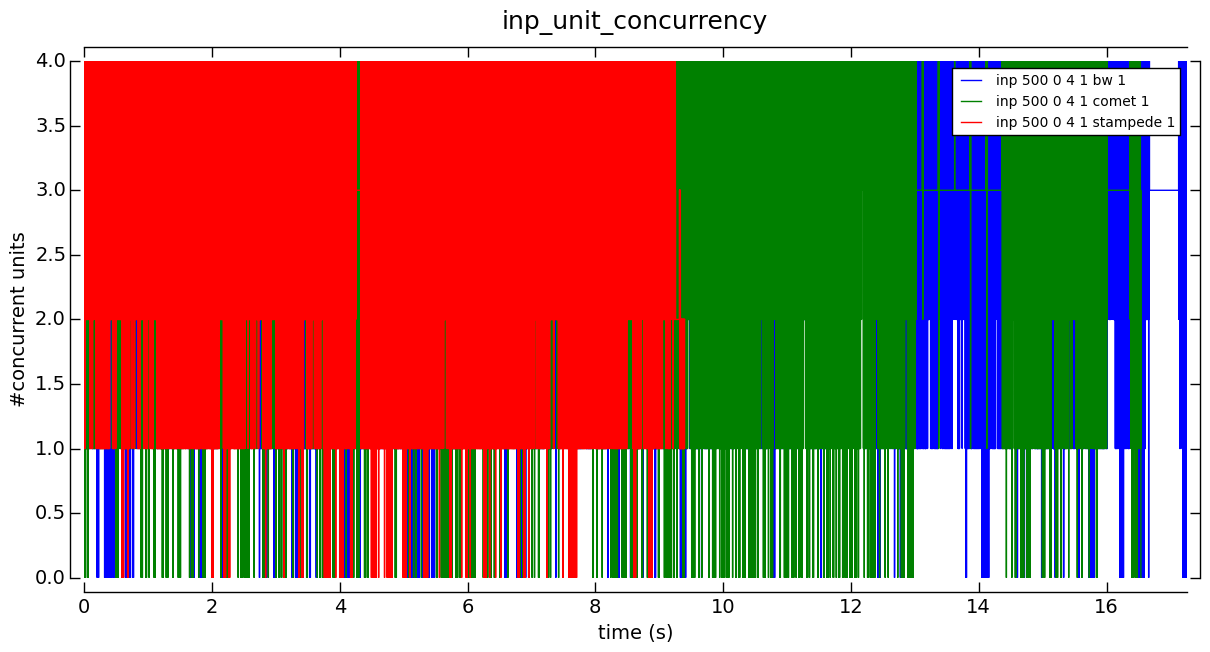 inp_unit_concurrency
4.0
3.5
3.0
2.5
2.0
1.5
1.0
0.5
0.0
#concurrent units
inp 500 0 4 1 bw 1
inp 500 0 4 1 comet 1
inp 500 0 4 1 stampede 1
0 2 4 6 8 10 12 14 16
time (s)